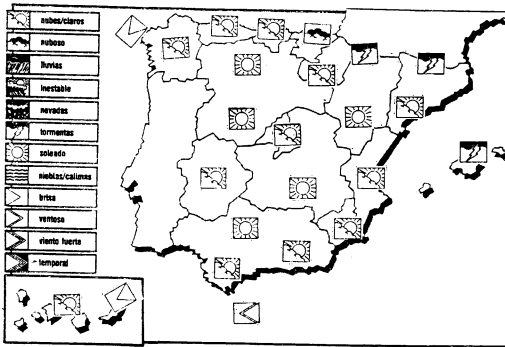 nubes/claros
nuboso
lluvias
inestable
nevadas
tormentas
soleado
nieblas/calimas
brisa
ventoso
viento fuerte
temporal